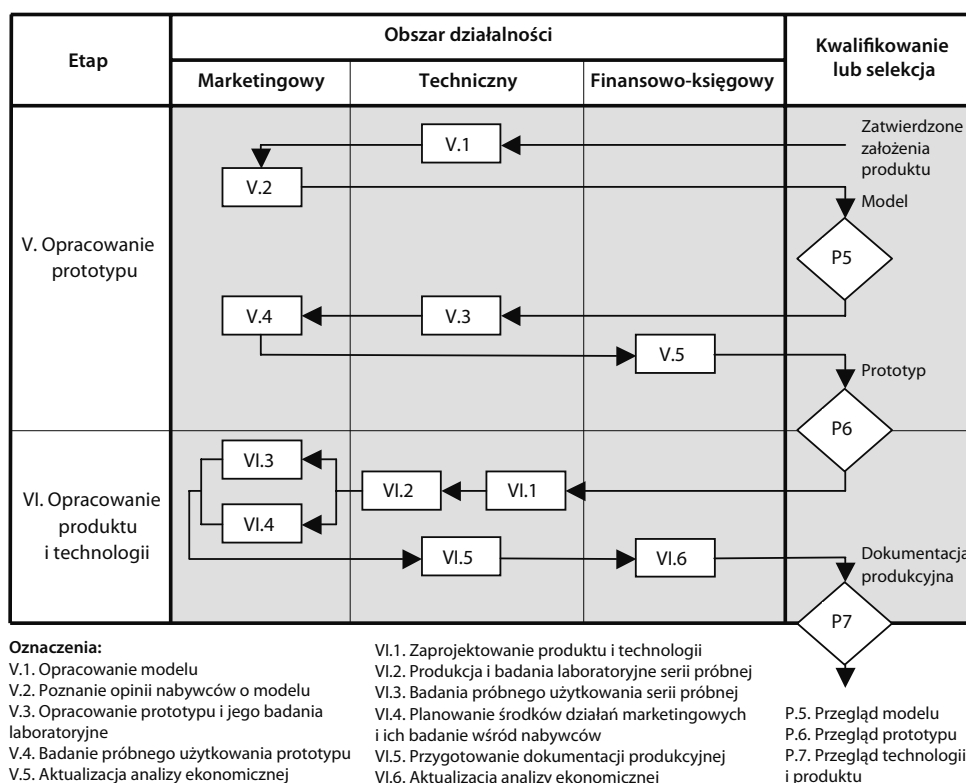 Etap
Obszar działalności
Kwalifikowanie
lub selekcja
Marketingowy
Techniczny
Finansowo-księgowy
V. Opracowanie
prototypu
V.1
Zatwierdzone
założenia
produktu
V.2
Model
P5
V.4
V.3
V.5
Prototyp
P6
VI. Opracowanie
produktu
i technologii
VI.3
VI.2
VI.1
VI.4
VI.5
VI.6
Dokumentacja
produkcyjna
P7
Oznaczenia:
V.1. Opracowanie modelu
V.2. Poznanie opinii nabywców o modelu
V.3. Opracowanie prototypu i jego badania
laboratoryjne
V.4. Badanie próbnego użytkowania prototypu
V.5. Aktualizacja analizy ekonomicznej
VI.1. Zaprojektowanie produktu i technologii
VI.2. Produkcja i badania laboratoryjne serii próbnej
VI.3. Badania próbnego użytkowania serii próbnej
VI.4. Planowanie środków działań marketingowych
i ich badanie wśród nabywców
VI.5. Przygotowanie dokumentacji produkcyjnej
VI.6. Aktualizacja analizy ekonomicznej
P.5. Przegląd modelu
P.6. Przegląd prototypu
P.7. Przegląd technologii
i produktu